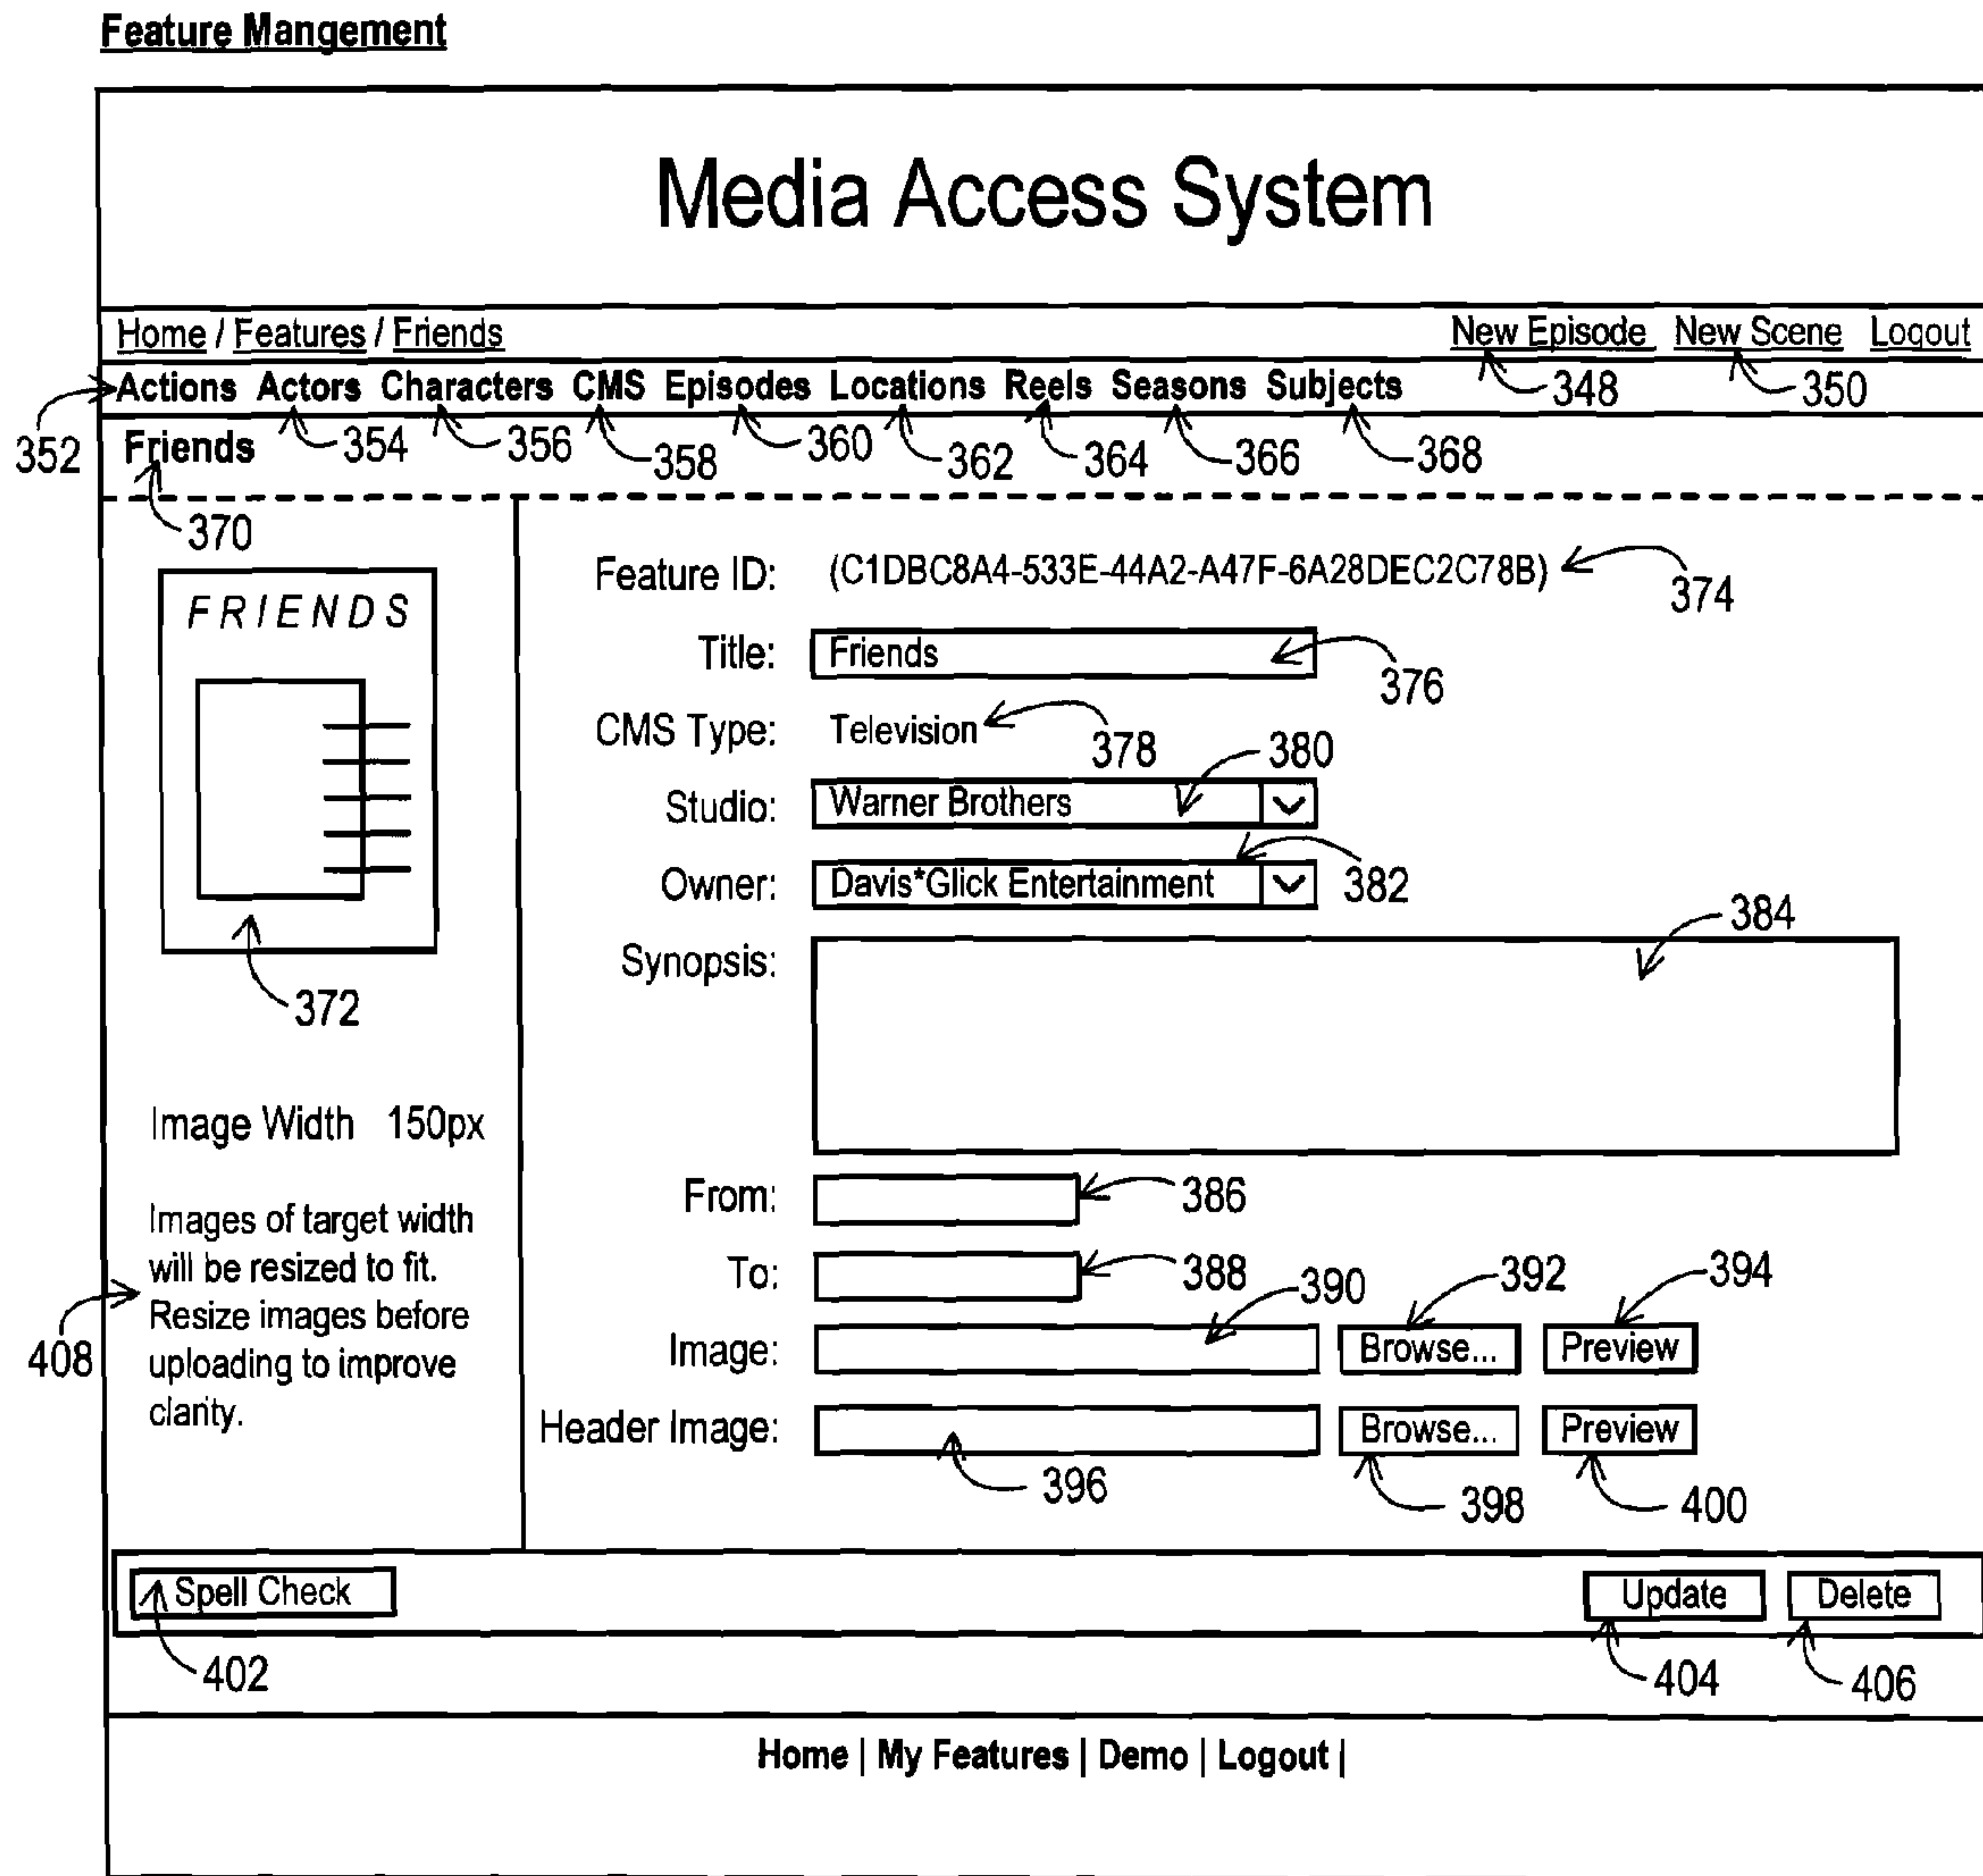 Feature Mangement
Media Access System
Home / Features / Friends New Episode New Scene Logout
Actions Actors Characters CMS Episodes Locations Reels Seasons Subjects 348 350
352 Friends 354 356 358 360 362 364 366 368
370
Feature ID: (C1DBC8A4-533E-44A2-A47F-6A28DEC2C78B) 374
FRIENDS
Title: Friends 376
CMS Type: Television 378 380
Studio: Warner Brothers
Owner: Davis*Glick Entertainment 382
384
Synopsis:
372
Image Width 150px
From: 386
Images of target width
will be resized to fit.
Resize images before
uploading to improve
clarity.
408
To: 388 390 392 394
Image: Browse... Preview
Header Image: Browse... Preview
396 398 400
Spell Check Update Delete
402 404 406
Home | My Features | Demo | Logout |